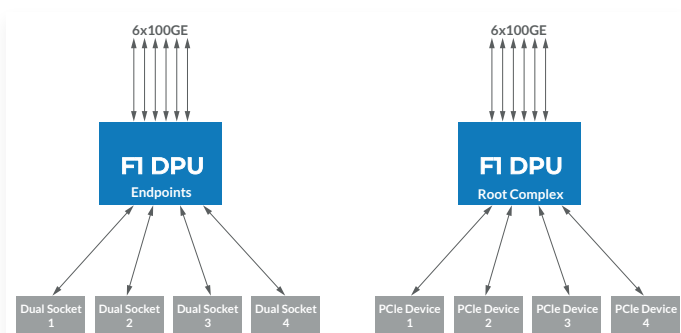 6x100GE
F1 DPU
Endpoints
Dual Socket
1
Dual Socket
2
Dual Socket
3
Dual Socket
4
6x100GE
F1 DPU
Root Complex
PCIe Device
1
PCIe Device
2
PCIe Device
3
PCIe Device
4